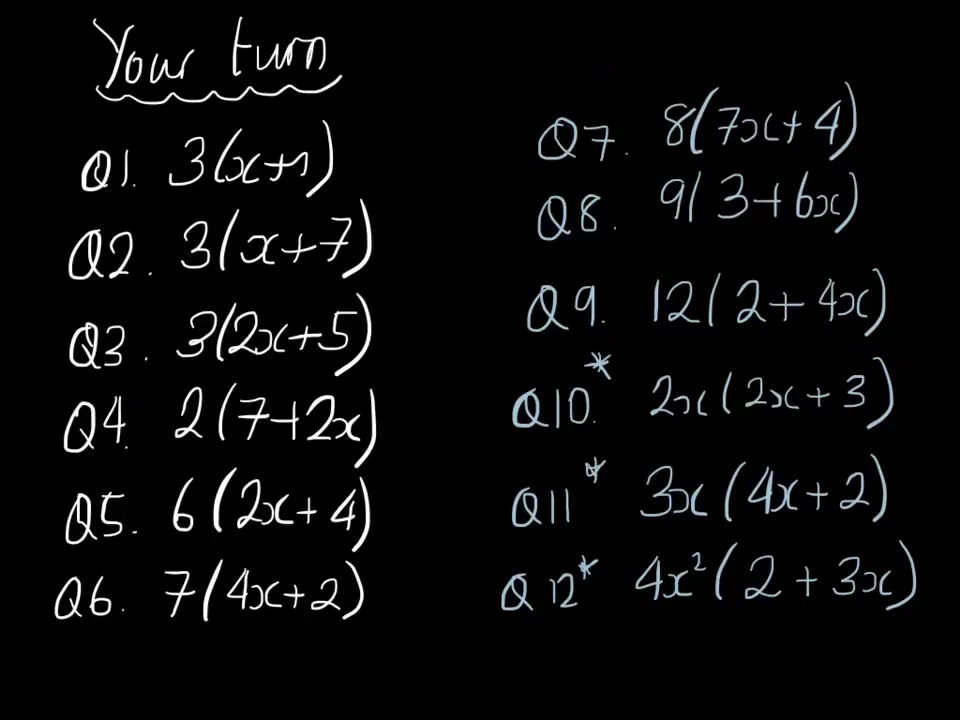 Your turn
Q1. 3(x+1)
Q2. 3(x+7)
Q3. 3(2x+5)
Q4. 2(7+2x)
Q5. 6(2x+4)
Q6. 7(4x+2)
Q7. 8(7x+4)
Q8. 9(3+6x)
Q9. 12(2+4x)
Q10.* 2x(2x+3)
Q11* 3x(4x+2)
Q12* 4x²(2+3x)